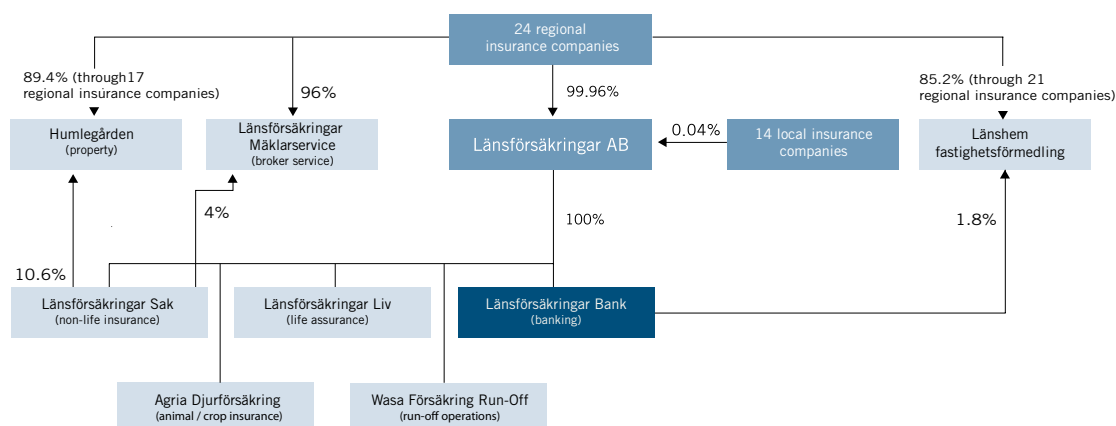 24 regional
insurance companies
89.4% (through17
regional insurance companies)
96%
99.96%
85.2% (through 21
regional insurance companies)
Humlegården
(property)
Länsförsäkringar
Mäklarservice
(broker service)
Länsförsäkringar AB
0.04%
14 local insurance
companies
Länshem
fastighetsförmedling
4%
100%
1.8%
10.6%
Länsförsäkringar Sak
(non-life insurance)
Länsförsäkringar Liv
(life assurance)
Länsförsäkringar Bank
(banking)
Agria Djurförsäkring
(animal / crop insurance)
Wasa Försäkring Run-Off
(run-off operations)